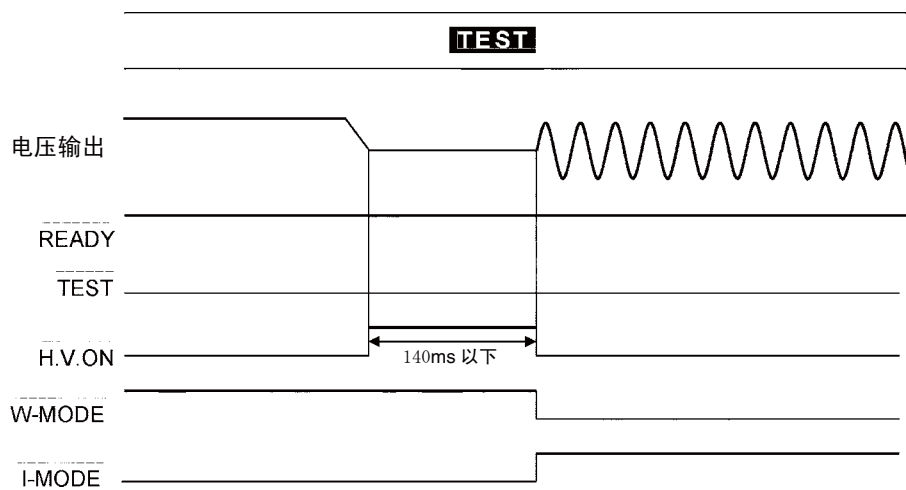 TEST
电压输出
READY
TEST
H.V.ON
140ms 以下
W-MODE
I-MODE